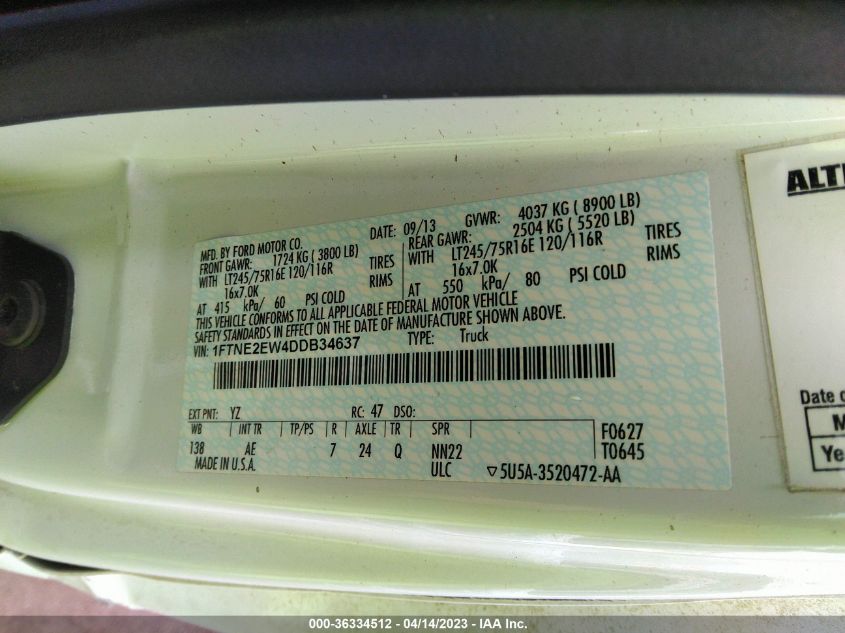 MFD. BY FORD MOTOR CO. DATE: 09/13 GVWR: 4037 KG ( 8900 LB)
FRONT GAWR: 1724 KG ( 3800 LB) REAR GAWR: 2504 KG ( 5520 LB)
WITH LT245/75R16E 120/116R TIRES WITH LT245/75R16E 120/116R TIRES
16x7.0K RIMS 16x7.0K RIMS
AT 415 kPa/ 60 PSI COLD AT 550 kPa/ 80 PSI COLD
THIS VEHICLE CONFORMS TO ALL APPLICABLE FEDERAL MOTOR VEHICLE
SAFETY STANDARDS IN EFFECT ON THE DATE OF MANUFACTURE SHOWN ABOVE.
VIN: 1FTNE2EW4DDB34637 TYPE: Truck
EXT PNT: YZ RC: 47 DSO:
WB INT TR TP/PS R AXLE TR SPR F0627
138 AE 7 24 Q NN22 T0645
MADE IN U.S.A. ULC ▽5U5A-3520472-AA
ALT
Date o
M
Ye
000-36334512 - 04/14/2023 - IAA Inc.